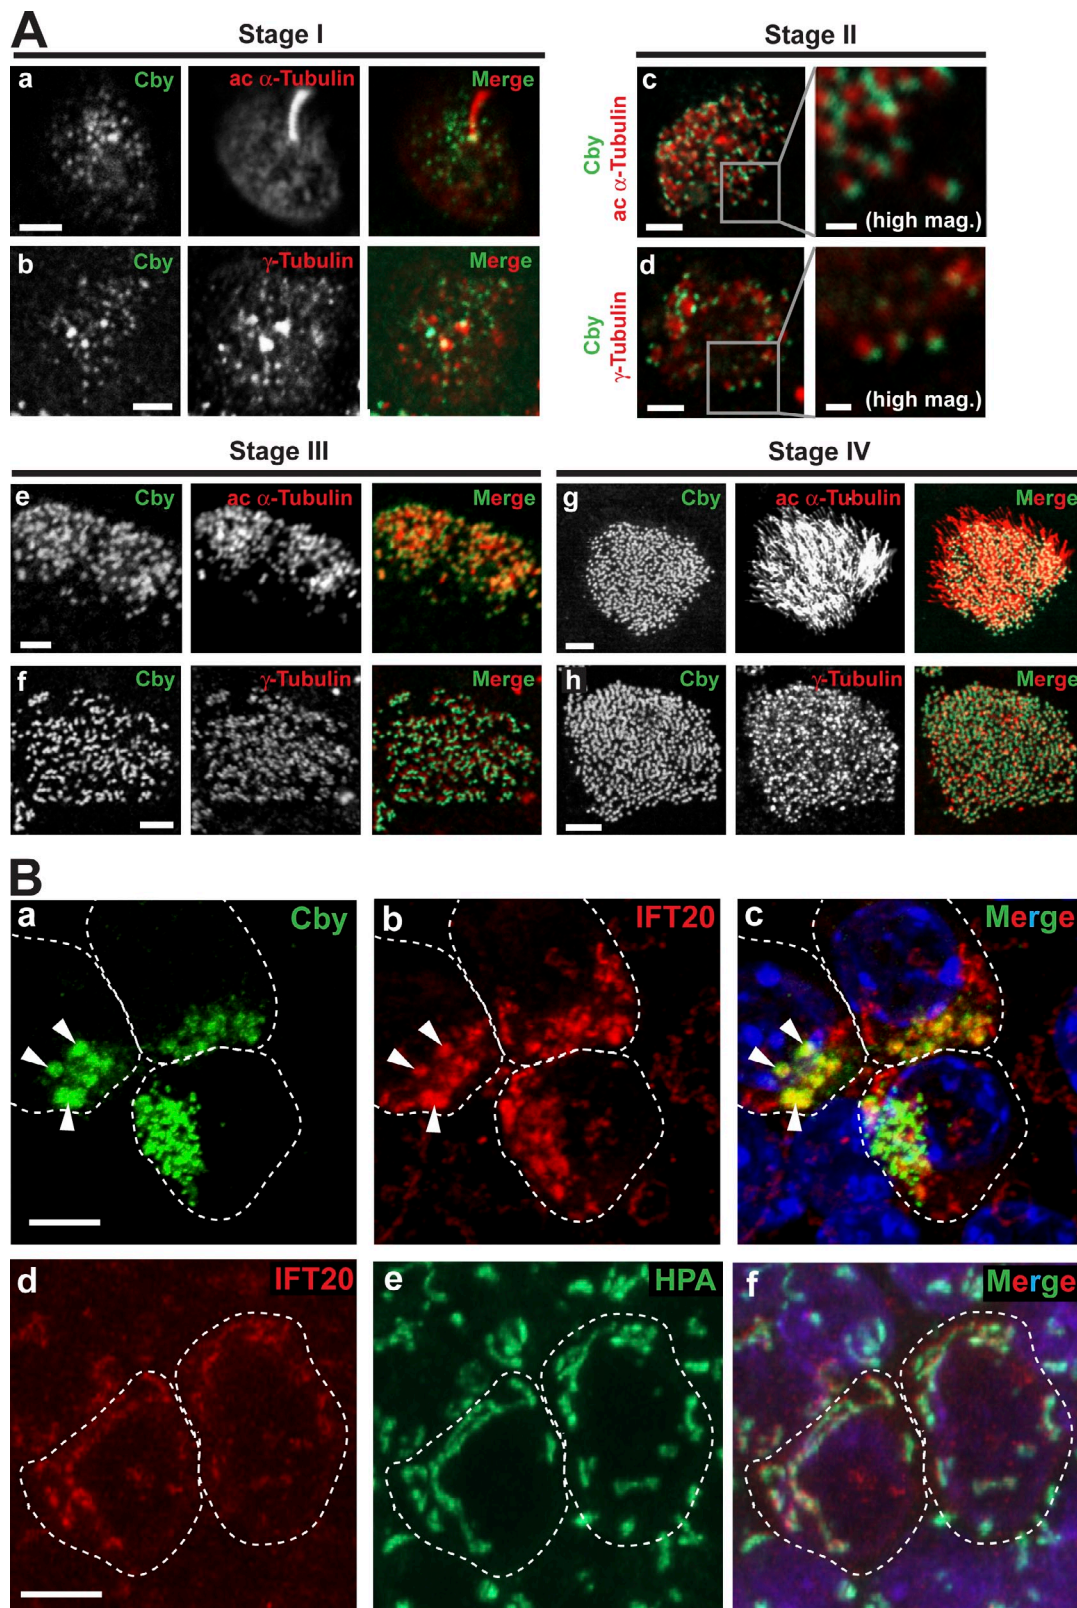 A
Stage I
Stage II
a
Cby
ac α-Tubulin
Merge
b
Cby
γ-Tubulin
Merge
Cby
ac α-Tubulin
c
(high mag.)
Cby
γ-Tubulin
d
(high mag.)
Stage III
Stage IV
e
Cby
ac α-Tubulin
Merge
g
Cby
ac α-Tubulin
Merge
f
Cby
γ-Tubulin
Merge
h
Cby
γ-Tubulin
Merge
B
a
Cby
b
IFT20
c
Merge
d
IFT20
e
HPA
f
Merge